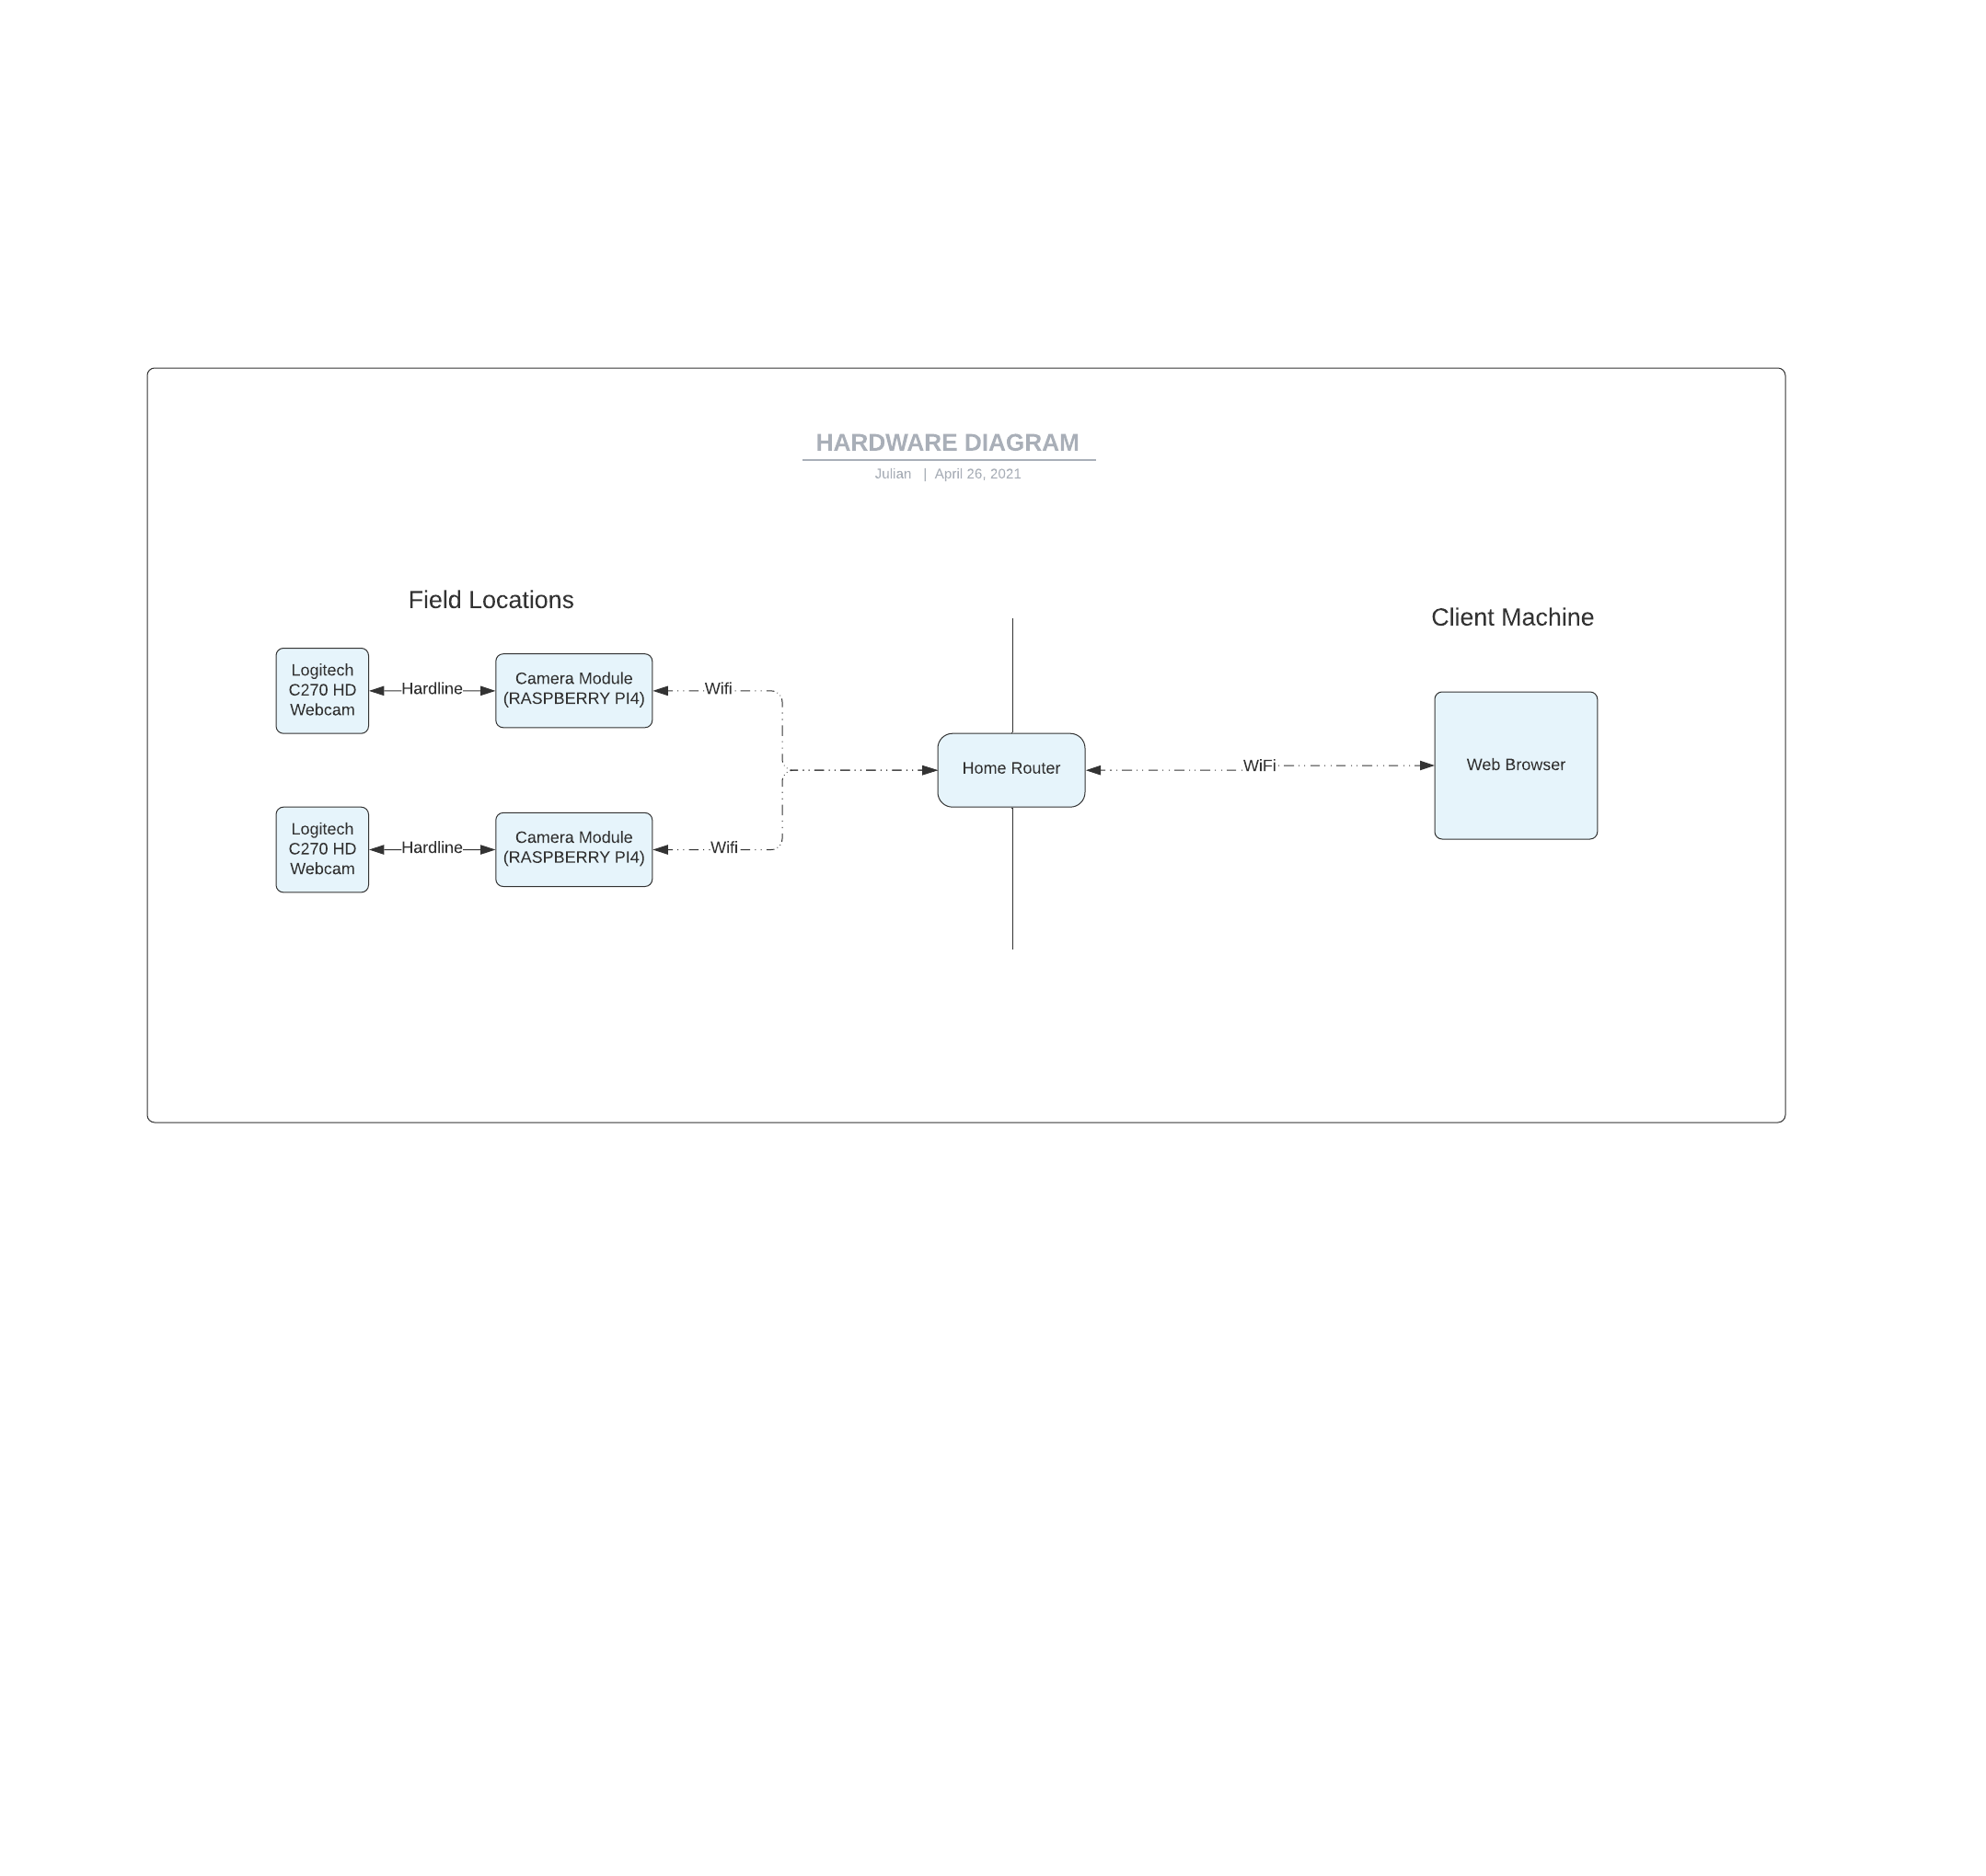 HARDWARE DIAGRAM
Julian | April 26, 2021
Field Locations
Client Machine
Logitech
C270 HD
Webcam
Hardline
Camera Module
(RASPBERRY PI4)
Wifi
Home Router
WiFi
Web Browser
Logitech
C270 HD
Webcam
Hardline
Camera Module
(RASPBERRY PI4)
Wifi